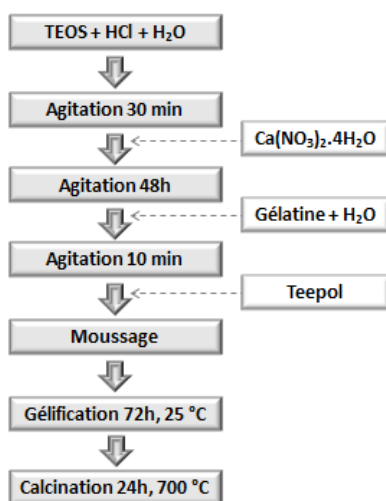 TEOS + HCl + H₂O
Agitation 30 min
Ca(NO₃)₂.4H₂O
Agitation 48h
Gélatine + H₂O
Agitation 10 min
Teepol
Moussage
Gélification 72h, 25 °C
Calcination 24h, 700 °C